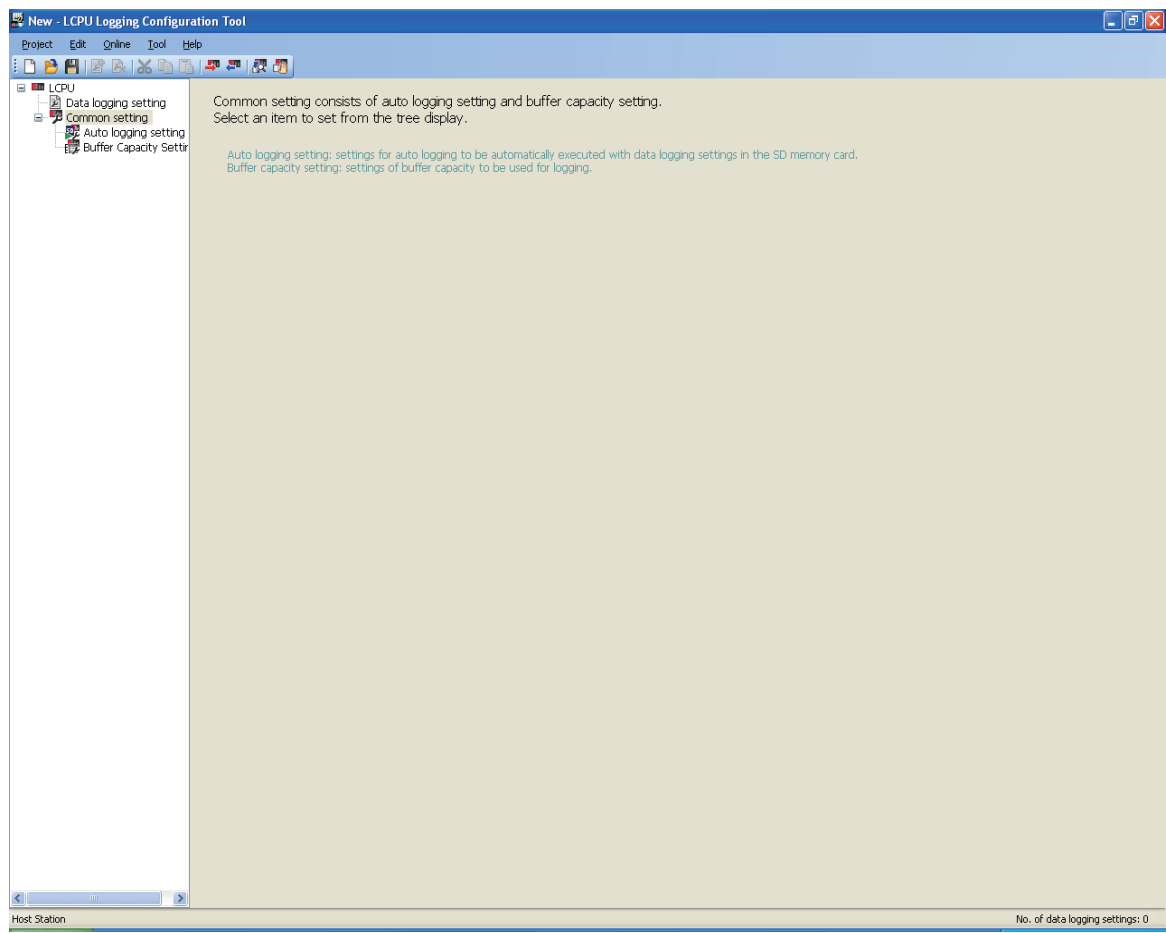 New - LCPU Logging Configuration Tool
Project Edit Online Tool Help
LCPU
Data logging setting
Common setting
Auto logging setting
Buffer Capacity Settin
Common setting consists of auto logging setting and buffer capacity setting.
Select an item to set from the tree display.
Auto logging setting: settings for auto logging to be automatically executed with data logging settings in the SD memory card.
Buffer capacity setting: settings of buffer capacity to be used for logging.
Host Station
No. of data logging settings: 0